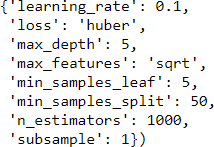 {'learning_rate': 0.1,
'loss': 'huber',
'max_depth': 5,
'max_features': 'sqrt',
'min_samples_leaf': 5,
'min_samples_split': 50,
'n_estimators': 1000,
'subsample': 1})